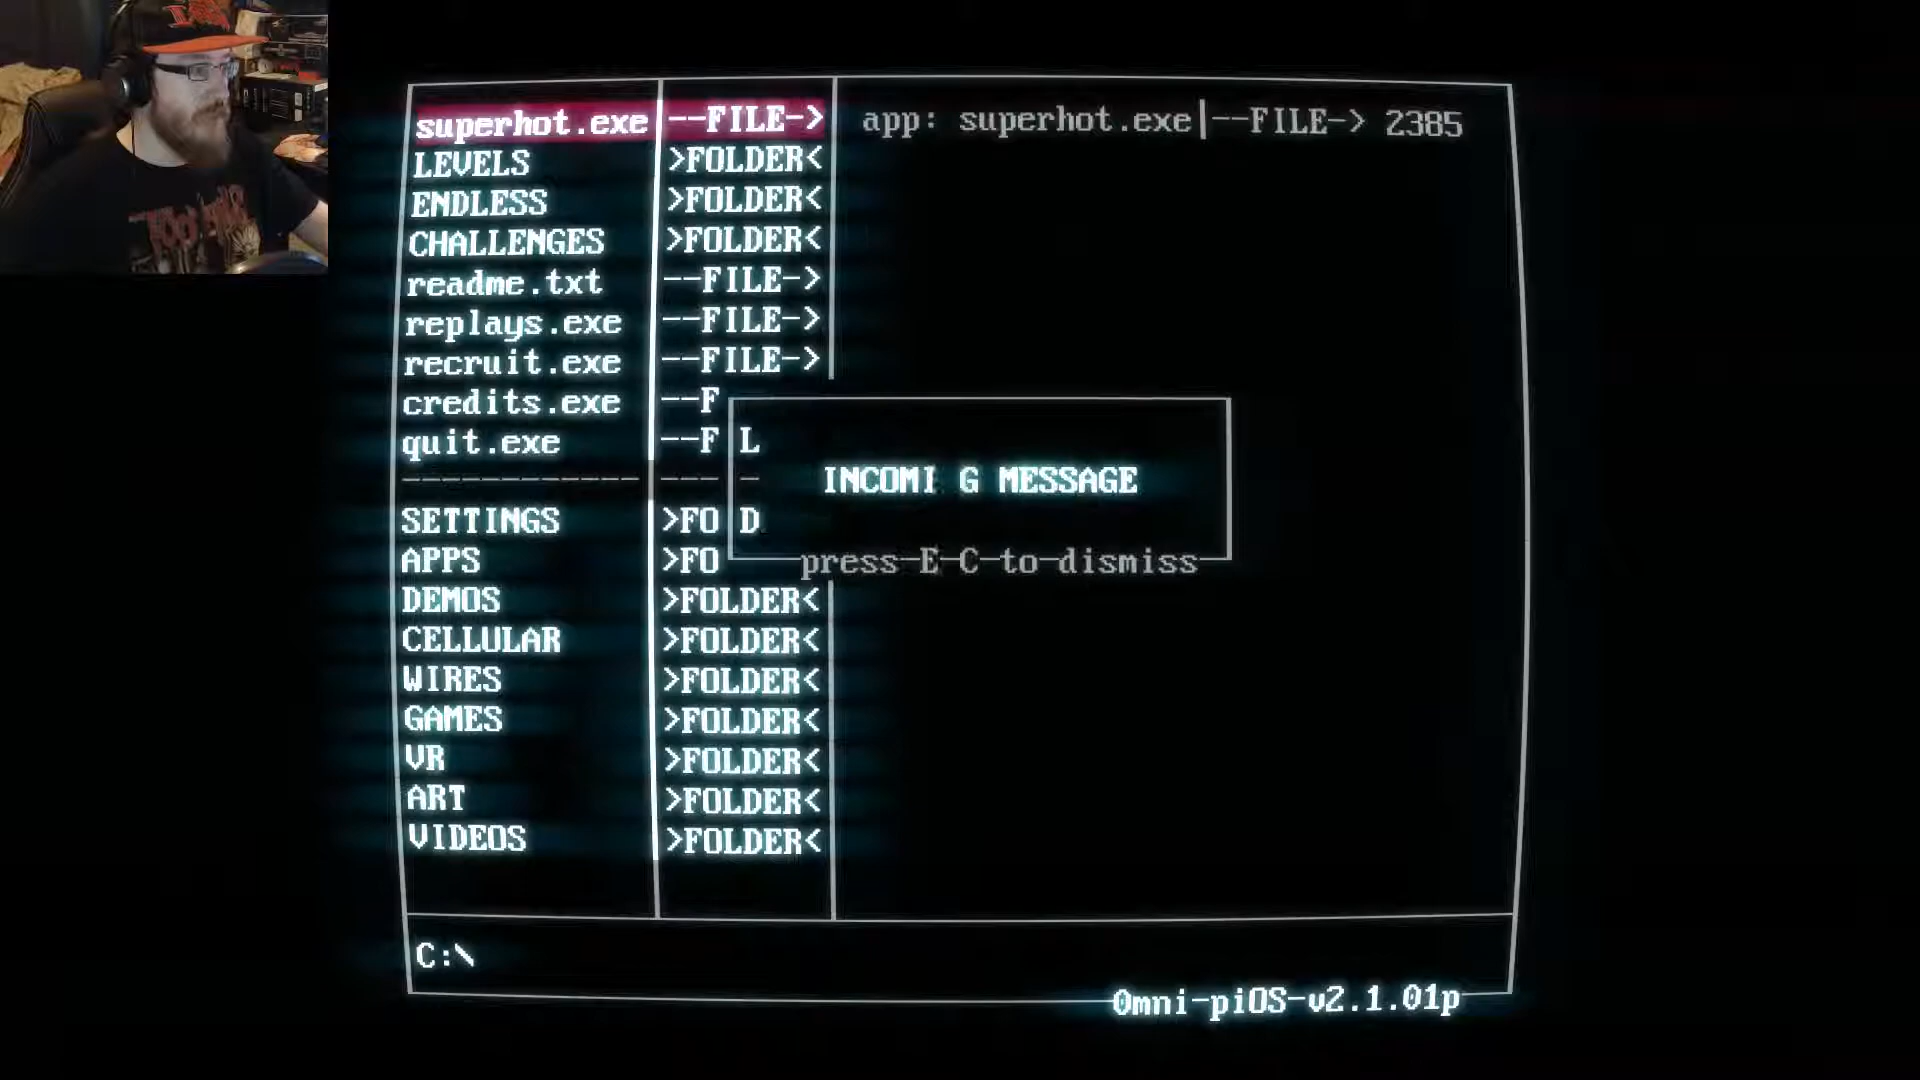 superhot.exe --FILE-> app: superhot.exe|--FILE-> 2385
LEVELS >FOLDER<
ENDLESS >FOLDER<
CHALLENGES >FOLDER<
readme.txt --FILE->
replays.exe --FILE->
recruit.exe --FILE->
credits.exe --F
quit.exe --F L
INCOMI G MESSAGE
SETTINGS >FO D
APPS >FO press E C to dismiss
DEMOS >FOLDER<
CELLULAR >FOLDER<
WIRES >FOLDER<
GAMES >FOLDER<
VR >FOLDER<
ART >FOLDER<
VIDEOS >FOLDER<
C:\
0mni-piOS-v2.1.01p